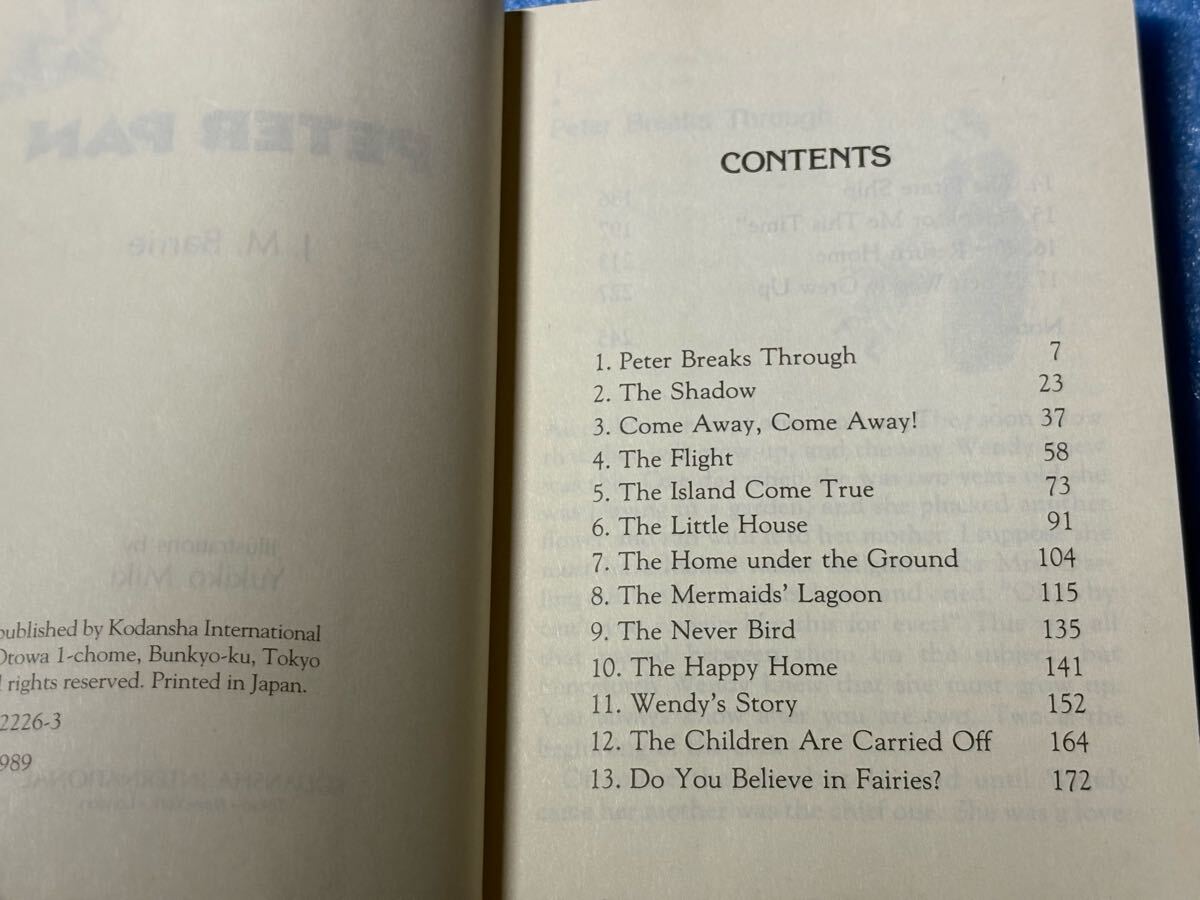 published by Kodansha International
Otowa 1-chome, Bunkyo-ku, Tokyo
rights reserved. Printed in Japan.
2226-3
989
CONTENTS
1. Peter Breaks Through 7
2. The Shadow 23
3. Come Away, Come Away! 37
4. The Flight 58
5. The Island Come True 73
6. The Little House 91
7. The Home under the Ground 104
8. The Mermaids' Lagoon 115
9. The Never Bird 135
10. The Happy Home 141
11. Wendy's Story 152
12. The Children Are Carried Off 164
13. Do You Believe in Fairies? 172